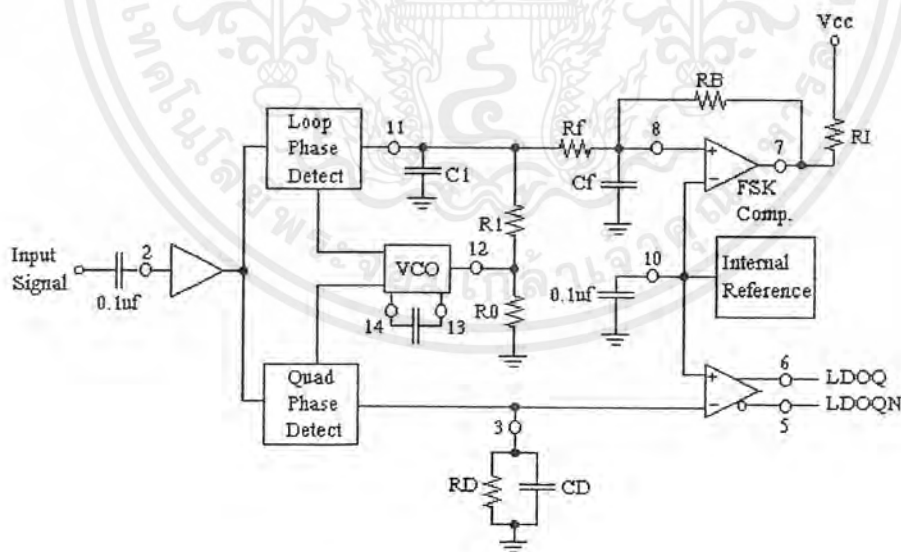 Vcc
RB
RI
Loop
Phase
Detect
11
Rf
8
7
C1
Cf
FSK
Comp.
R1
Input
Signal
2
0.1uf
VCO
12
14
13
R0
10
0.1uf
Internal
Reference
Quad
Phase
Detect
6
LDOQ
LDOQN
5
3
RD
CD